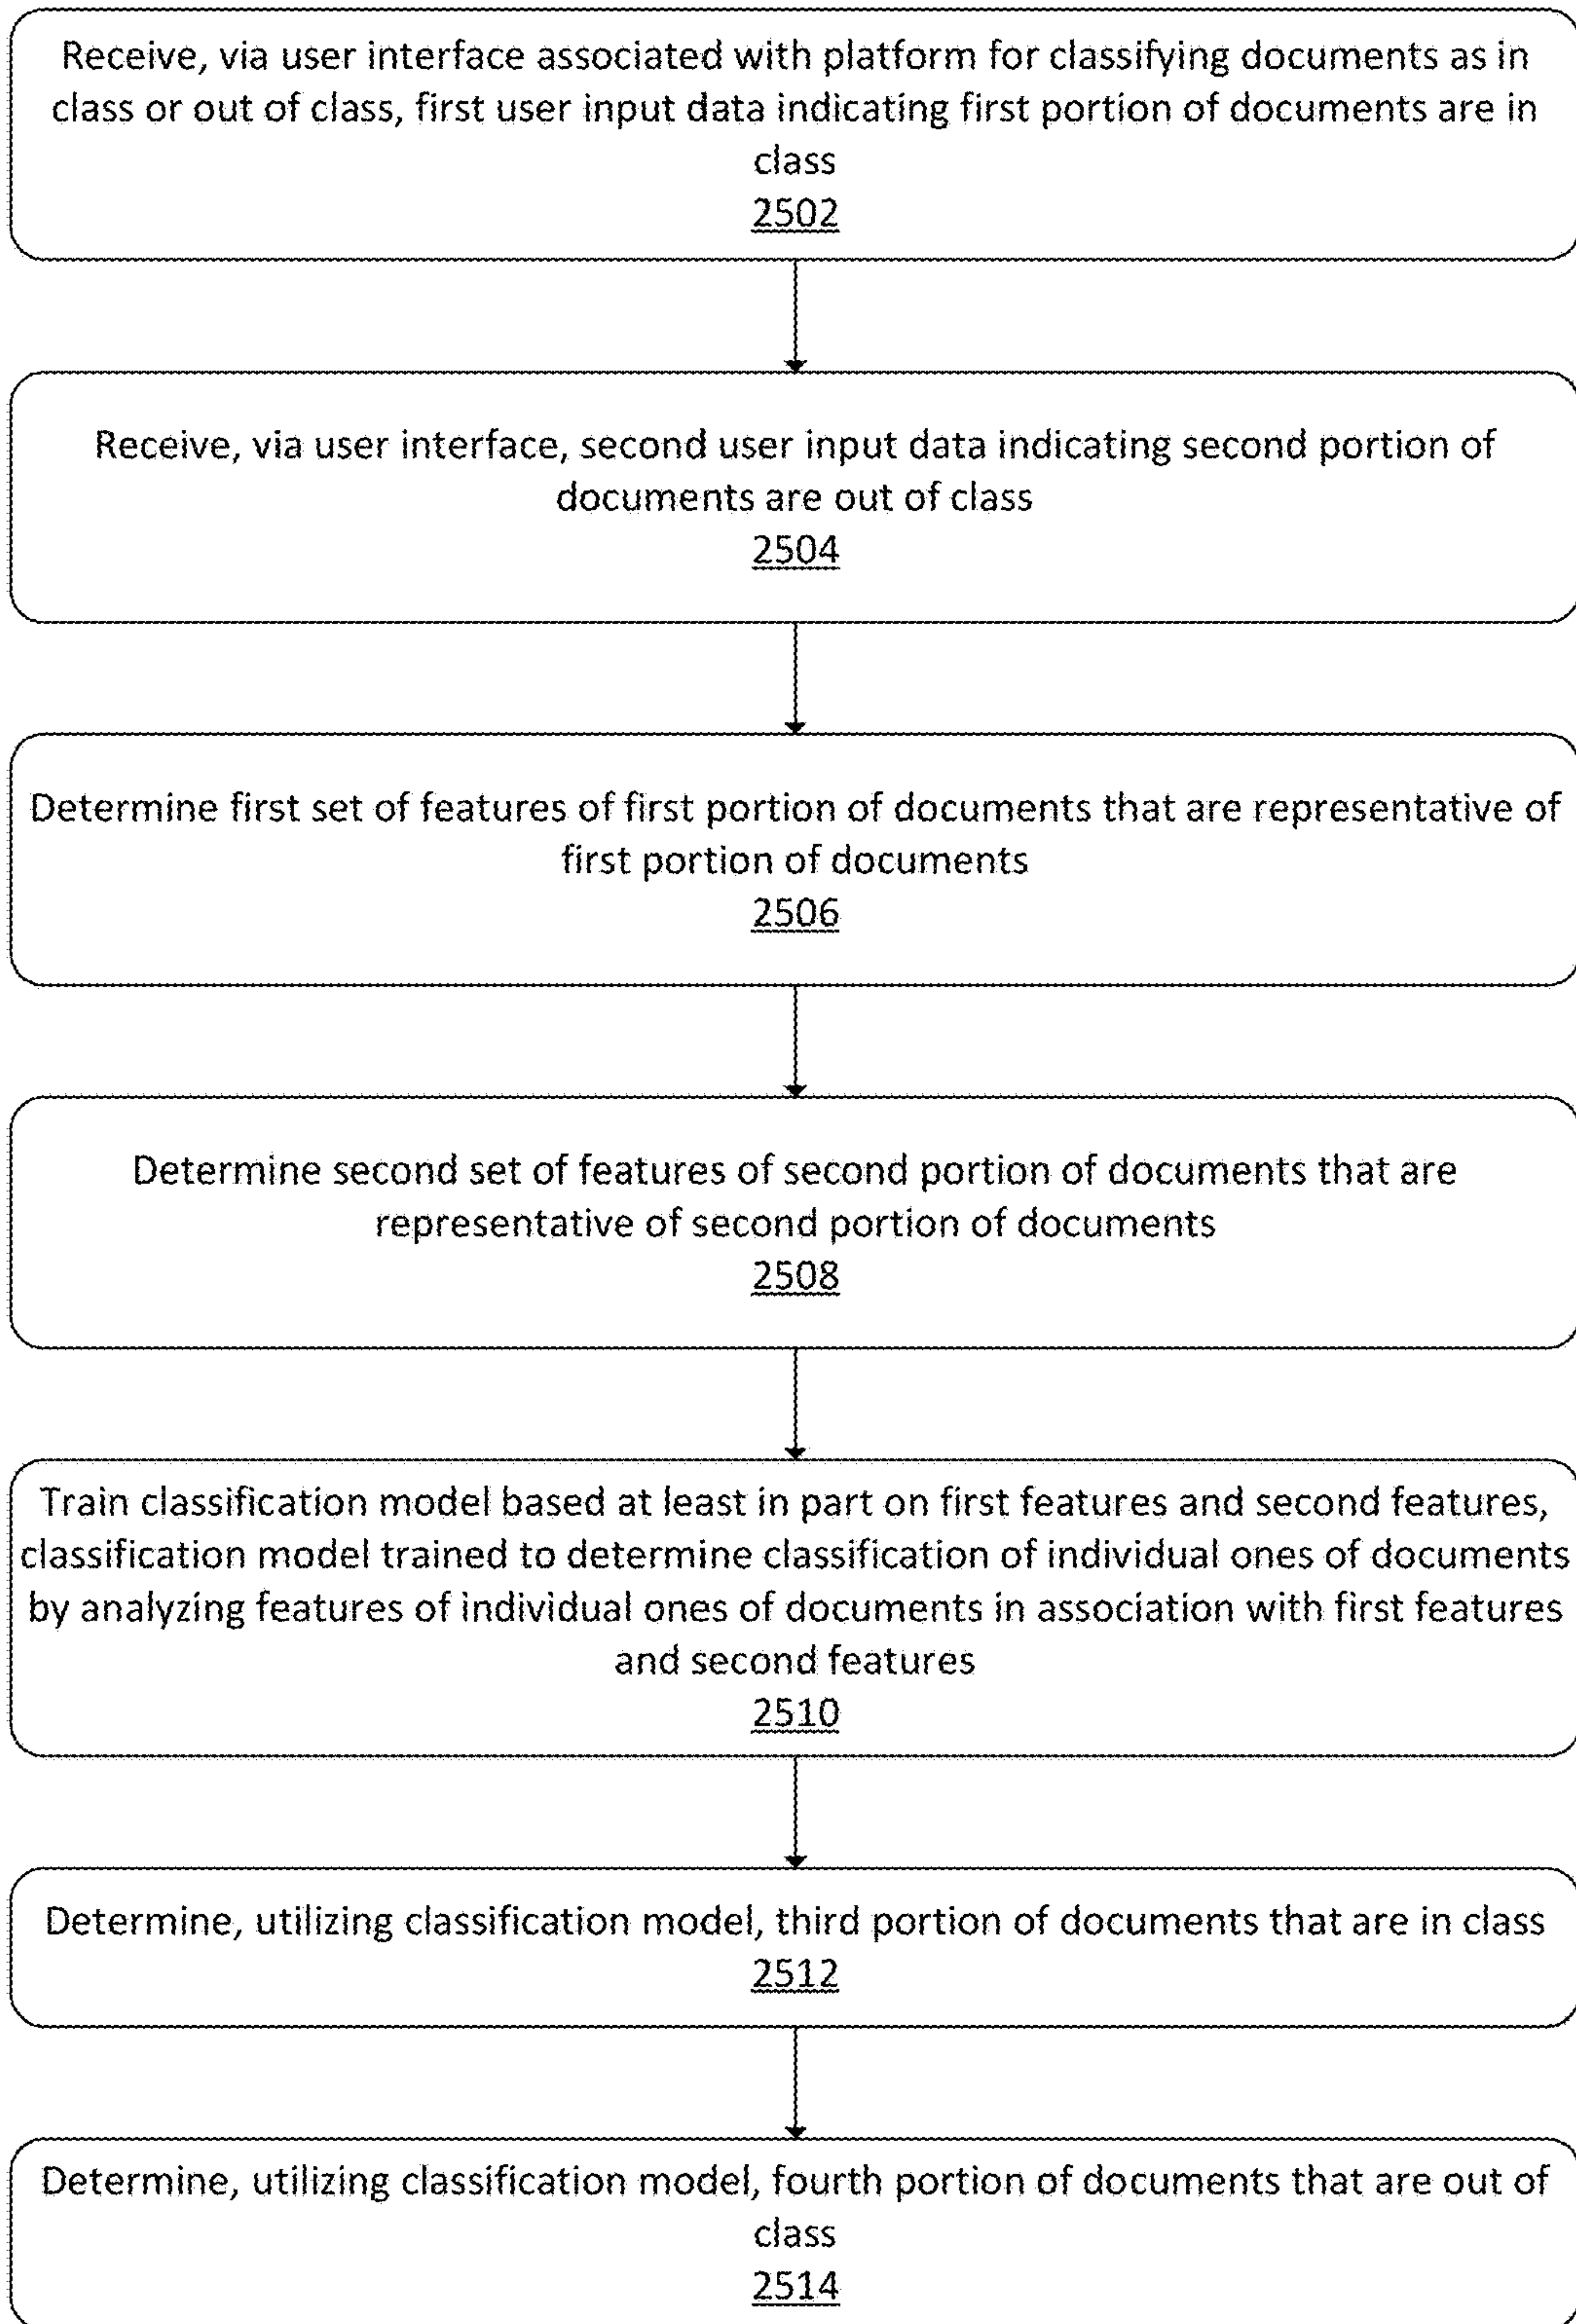 Receive, via user interface associated with platform for classifying documents as in
class or out of class, first user input data indicating first portion of documents are in
class
2502
Receive, via user interface, second user input data indicating second portion of
documents are out of class
2504
Determine first set of features of first portion of documents that are representative of
first portion of documents
2506
Determine second set of features of second portion of documents that are
representative of second portion of documents
2508
Train classification model based at least in part on first features and second features,
classification model trained to determine classification of individual ones of documents
by analyzing features of individual ones of documents in association with first features
and second features
2510
Determine, utilizing classification model, third portion of documents that are in class
2512
Determine, utilizing classification model, fourth portion of documents that are out of
class
2514